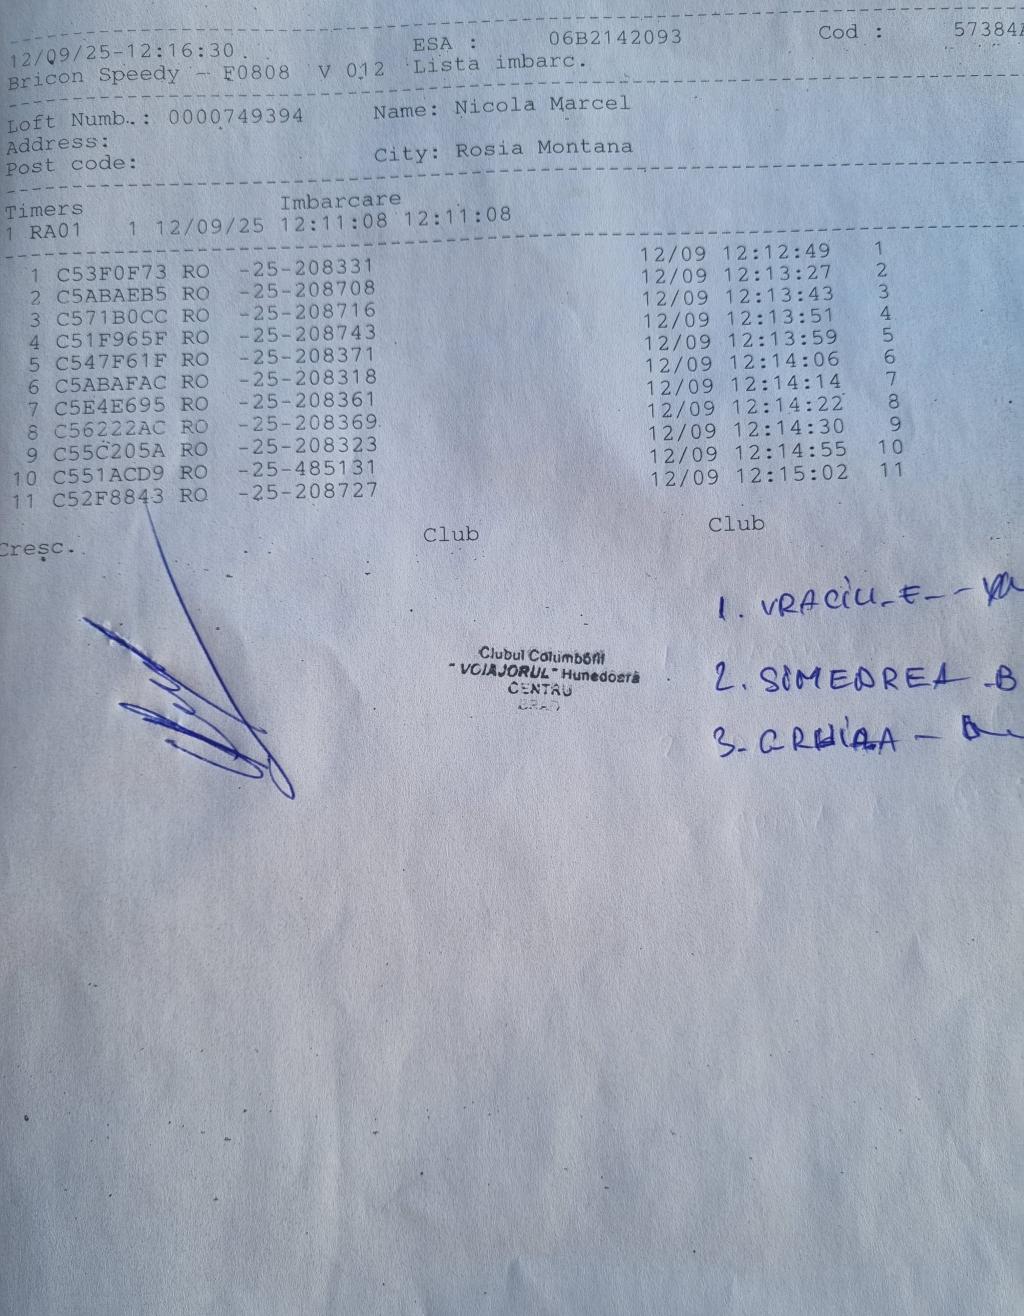 12/09/25-12:16:30 ESA : 06B2142093 Cod : 57384
Bricon Speedy - F0808 V 012 Lista imbarc.
Loft Numb.: 0000749394 Name: Nicola Marcel
Address:
Post code: City: Rosia Montana
Timers Imbarcare
1 RA01 1 12/09/25 12:11:08 12:11:08
1 C53F0F73 RO -25-208331 12/09 12:12:49 1
2 C5ABAEB5 RO -25-208708 12/09 12:13:27 2
3 C571B0CC RO -25-208716 12/09 12:13:43 3
4 C51F965F RO -25-208743 12/09 12:13:51 4
5 C547F61F RO -25-208371 12/09 12:13:59 5
6 C5ABAFAC RO -25-208318 12/09 12:14:06 6
7 C5E4E695 RO -25-208361 12/09 12:14:14 7
8 C56222AC RO -25-208369 12/09 12:14:22 8
9 C55C205A RO -25-208323 12/09 12:14:30 9
10 C551ACD9 RO -25-485131 12/09 12:14:55 10
11 C52F8843 RO -25-208727 12/09 12:15:02 11
Cresc. Club Club
1. VRACIU-E--
Clubul Columbofil
"VOIAJORUL" Hunedoara
CENTRU
BRAD
2. SIMEDREA -B
3-